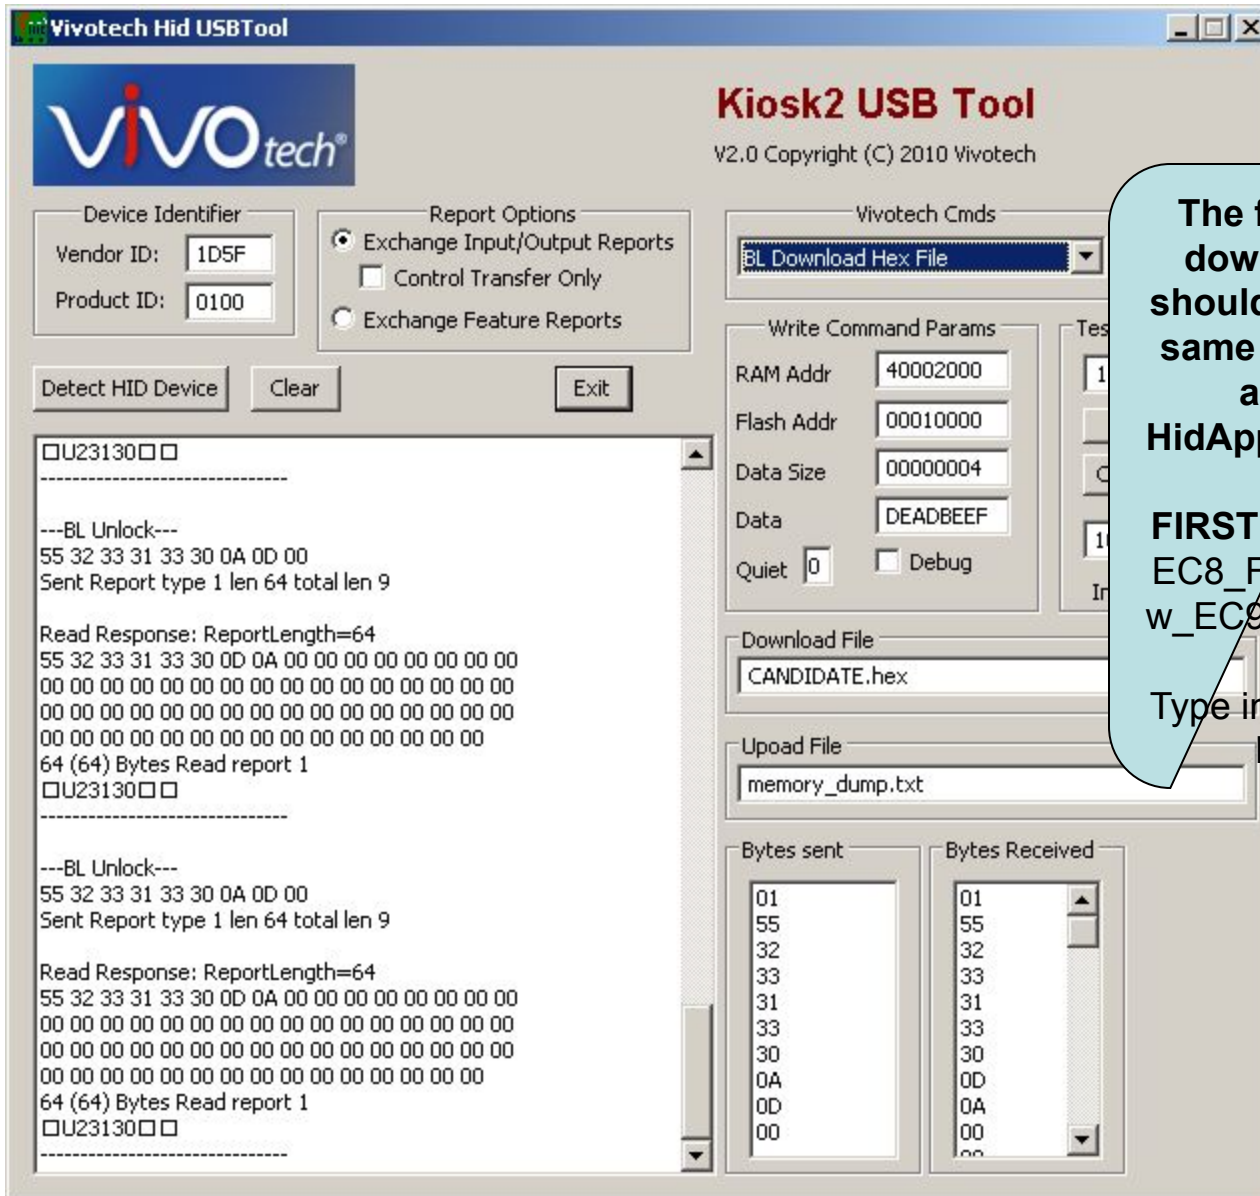 Vivotech Hid USBTool
ViVOtech®
Kiosk2 USB Tool
V2.0 Copyright (C) 2010 Vivotech
Device Identifier
Vendor ID: 1D5F
Product ID: 0100
Report Options
Exchange Input/Output Reports
Control Transfer Only
Exchange Feature Reports
Vivotech Cmds
BL Download Hex File
Detect HID Device
Clear
Exit
Write Command Params
RAM Addr 40002000
Flash Addr 00010000
Data Size 00000004
Data DEADBEEF
Quiet 0
Debug
Download File
CANDIDATE.hex
Upoad File
memory_dump.txt
□U23130□□
-------------------------------
---BL Unlock---
55 32 33 31 33 30 0A 0D 00
Sent Report type 1 len 64 total len 9
Read Response: ReportLength=64
55 32 33 31 33 30 0D 0A 00 00 00 00 00 00 00 00 00
00 00 00 00 00 00 00 00 00 00 00 00 00 00 00 00
00 00 00 00 00 00 00 00 00 00 00 00 00 00 00 00
00 00 00 00 00 00 00 00 00 00 00 00 00 00 00
64 (64) Bytes Read report 1
□U23130□□
-------------------------------
---BL Unlock---
55 32 33 31 33 30 0A 0D 00
Sent Report type 1 len 64 total len 9
Read Response: ReportLength=64
55 32 33 31 33 30 0D 0A 00 00 00 00 00 00 00 00 00
00 00 00 00 00 00 00 00 00 00 00 00 00 00 00 00
00 00 00 00 00 00 00 00 00 00 00 00 00 00 00 00
00 00 00 00 00 00 00 00 00 00 00 00 00 00 00
64 (64) Bytes Read report 1
□U23130□□
-------------------------------
Bytes sent
01
55
32
33
31
33
30
0A
0D
00
Bytes Received
01
55
32
33
31
33
30
0D
0A
00
The
same
FIRST
Type